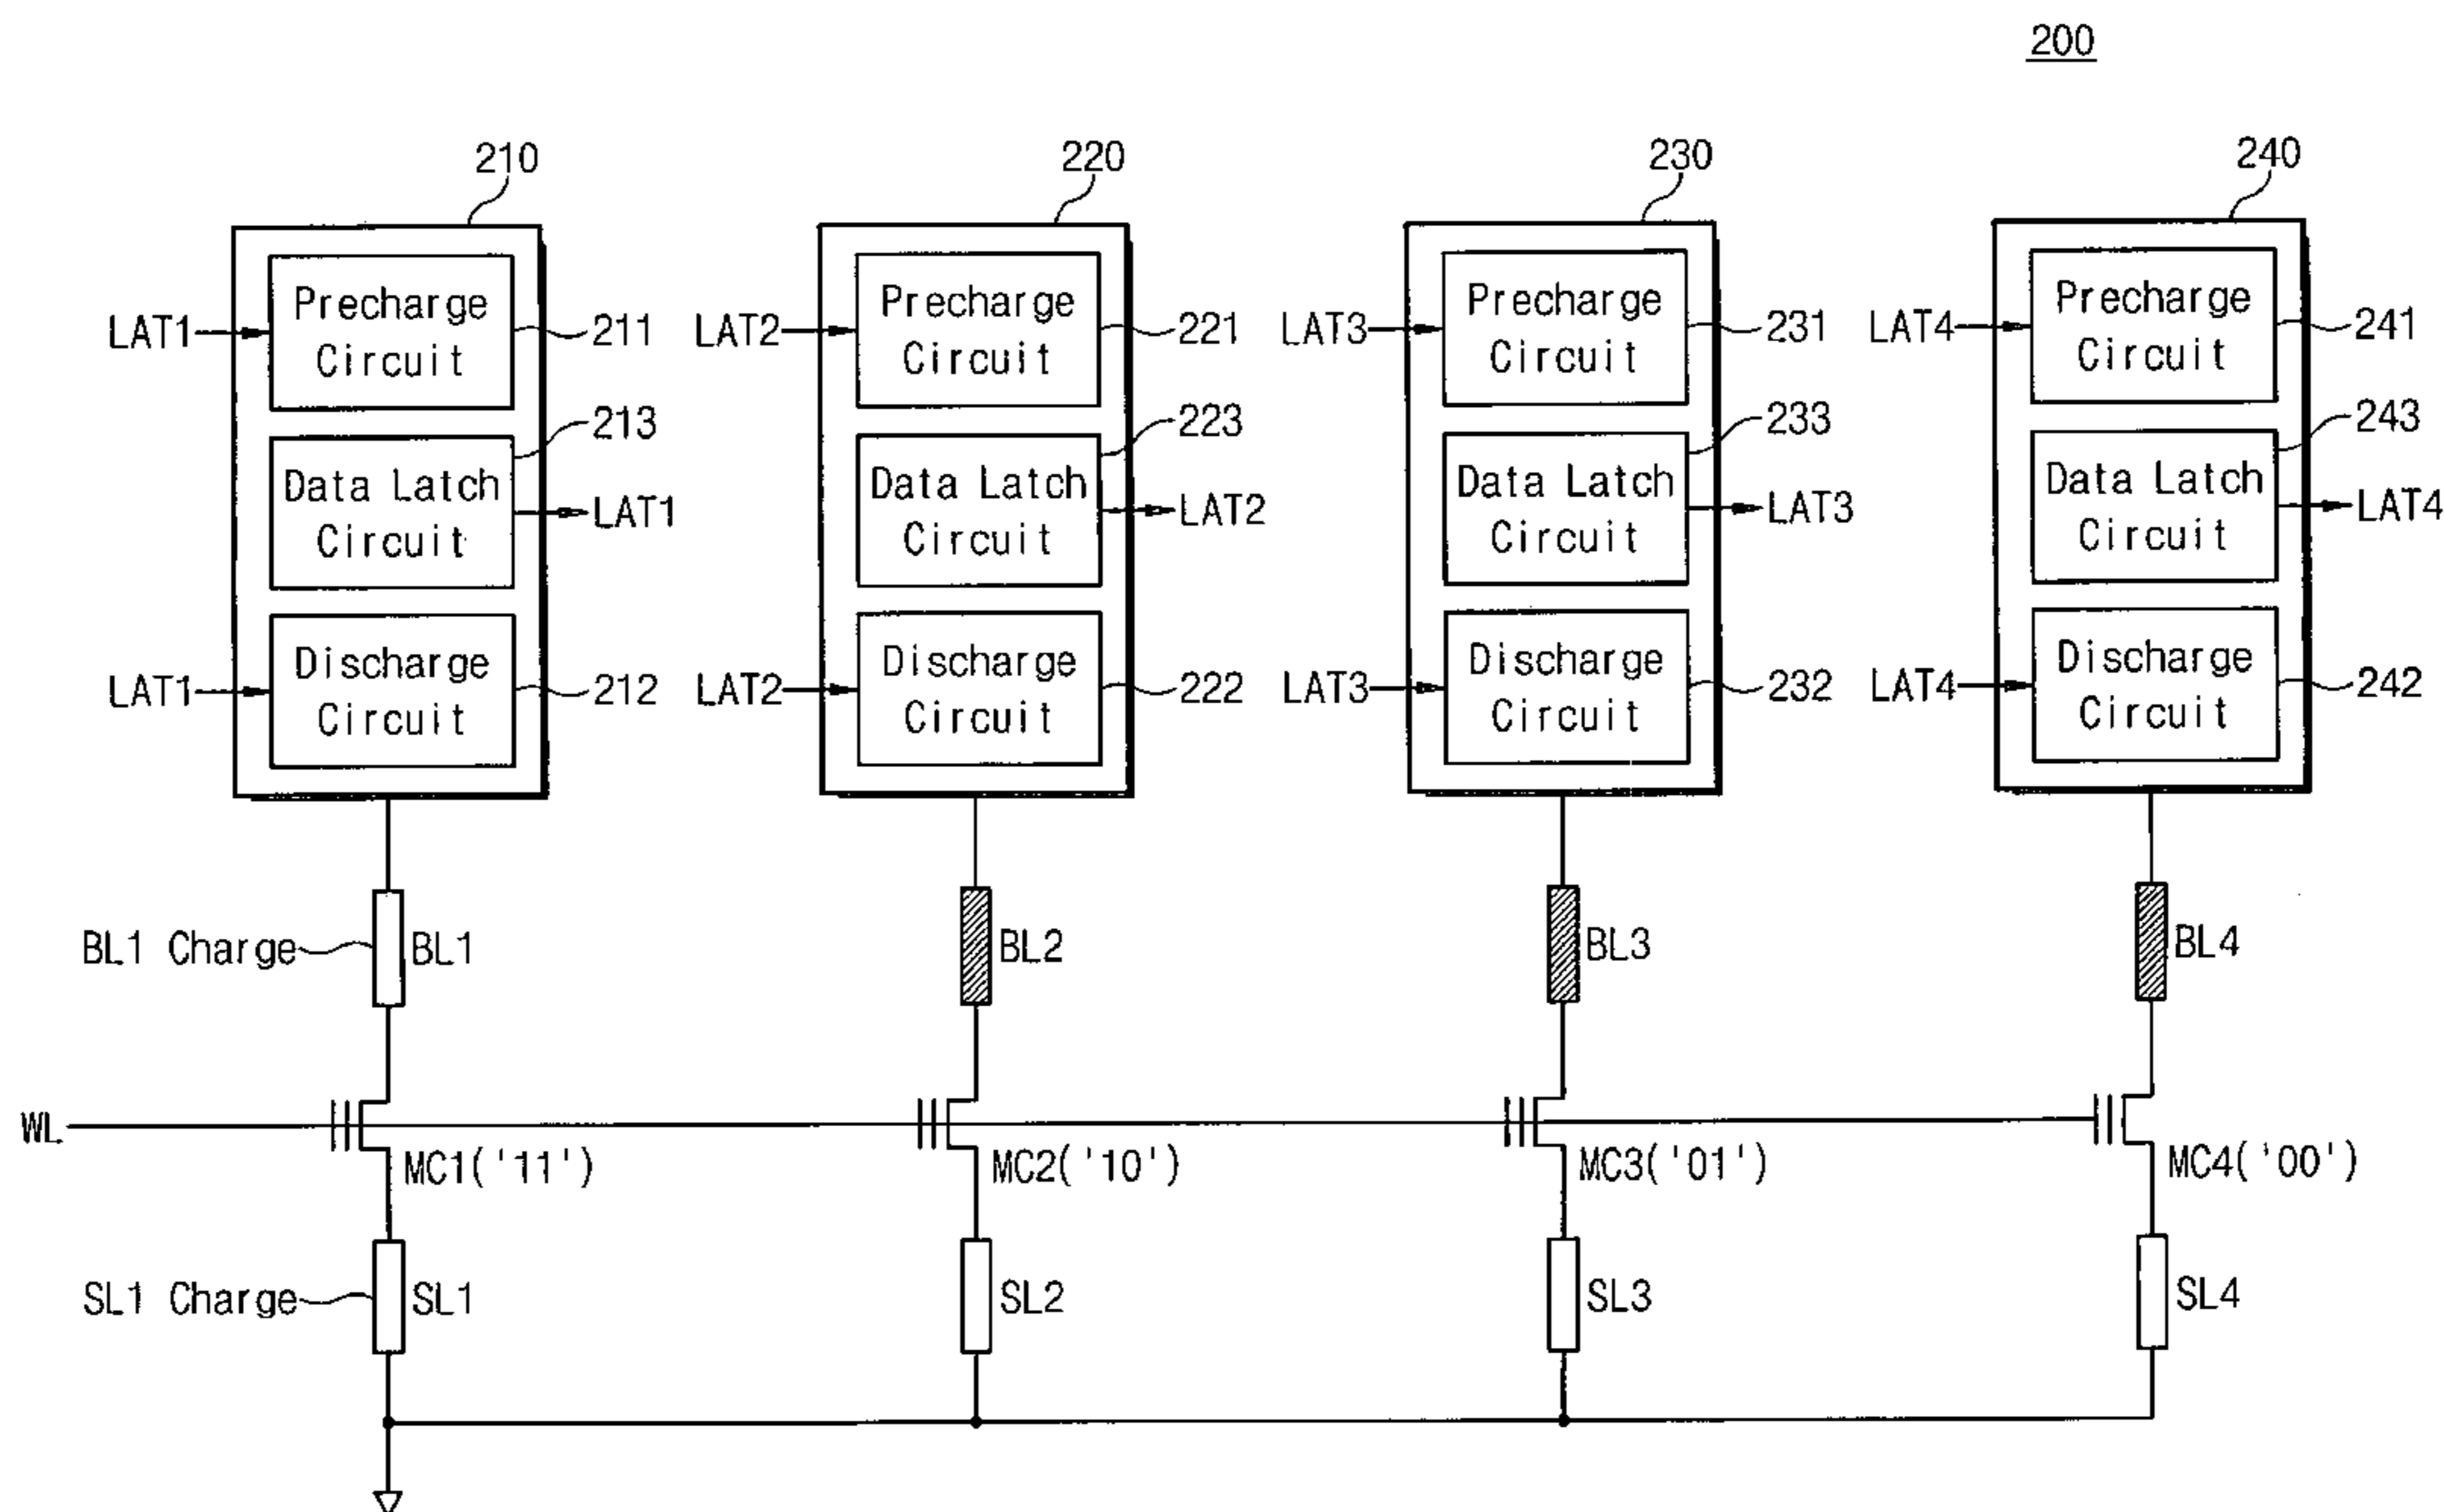 200
210
220
230
240
Precharge
Circuit
Precharge
Circuit
Precharge
Circuit
Precharge
Circuit
LAT1
211
LAT2
221
LAT3
231
LAT4
241
213
223
233
243
Data Latch
Circuit
Data Latch
Circuit
Data Latch
Circuit
Data Latch
Circuit
LAT1
LAT2
LAT3
LAT4
Discharge
Circuit
Discharge
Circuit
Discharge
Circuit
Discharge
Circuit
LAT1
212
LAT2
222
LAT3
232
LAT4
242
BL1 Charge
BL1
BL2
BL3
BL4
WL
MC1('11')
MC2('10')
MC3('01')
MC4('00')
SL1 Charge
SL1
SL2
SL3
SL4